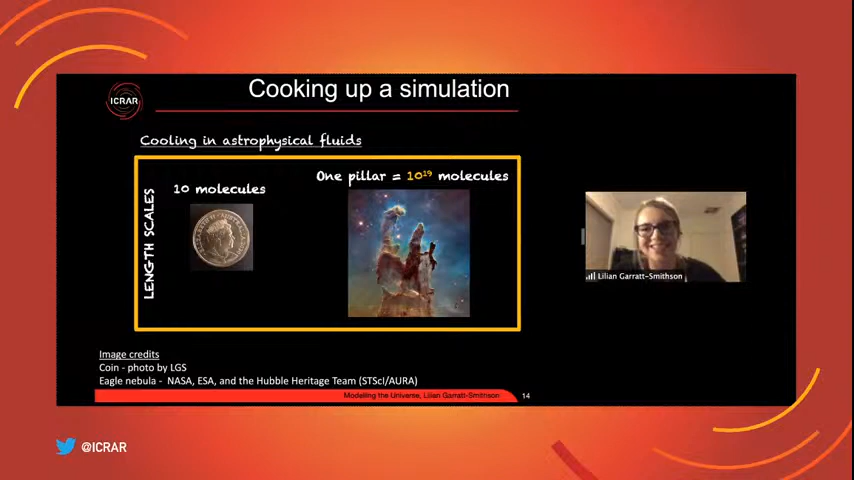 Cooking up a simulation
ICRAR
Cooling in astrophysical fluids
LENGTH SCALES
10 molecules
One pillar = 10¹⁹ molecules
Lilian Garratt-Smithson
Image credits
Coin - photo by LGS
Eagle nebula - NASA, ESA, and the Hubble Heritage Team (STScI/AURA)
Modelling the Universe, Lilian Garratt-Smithson
14
@ICRAR